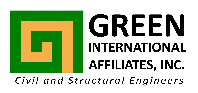 GREEN
INTERNATIONAL
AFFILIATES, INC.
Civil and Structural Engineers